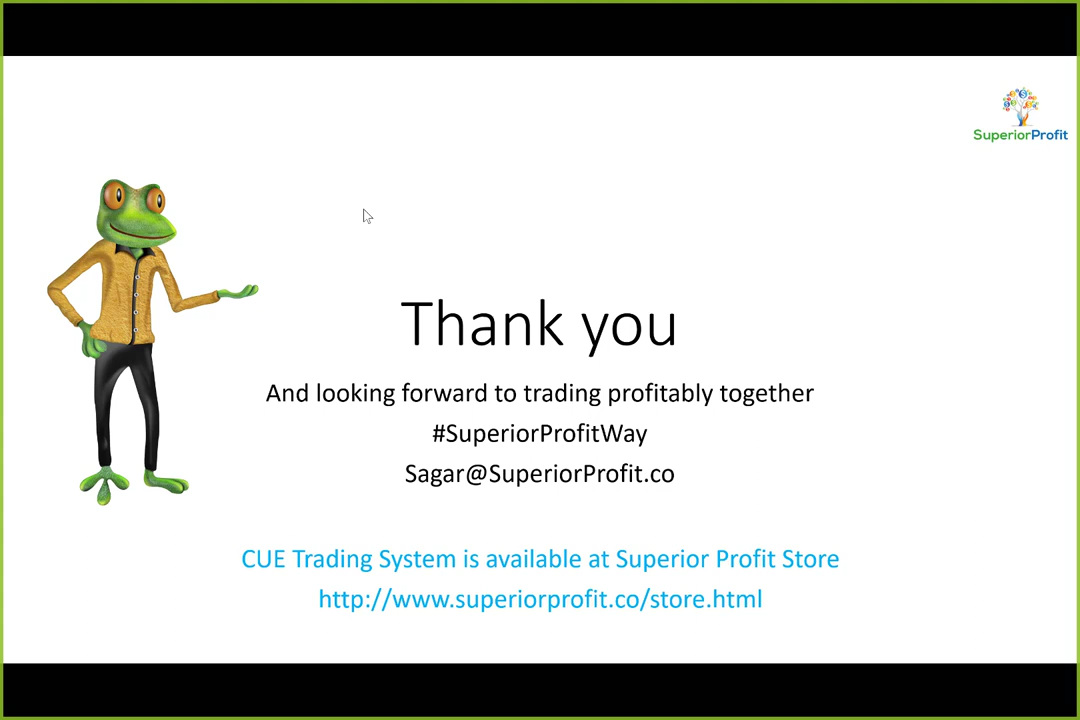 SuperiorProfit
Thank you
And looking forward to trading profitably together
#SuperiorProfitWay
Sagar@SuperiorProfit.co
CUE Trading System is available at Superior Profit Store
http://www.superiorprofit.co/store.html